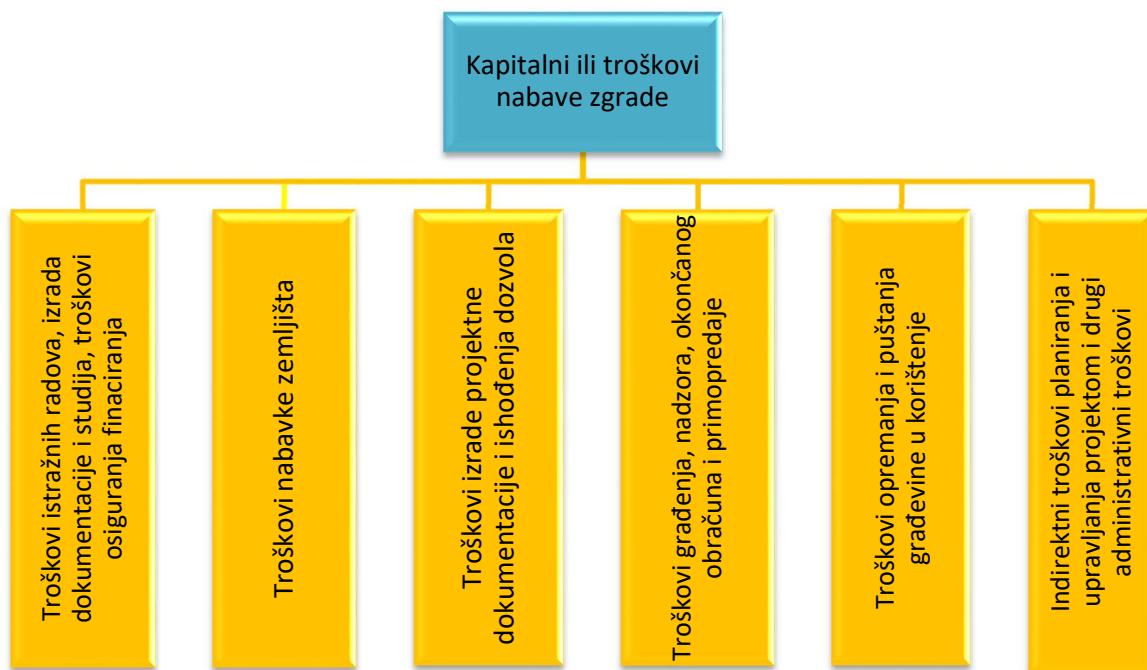 Kapitalni ili troškovi
nabave zgrade
Troškovi istražnih radova, izrada
dokumentacije i studija, troškovi
osiguranja finaciranja
Troškovi nabavke zemljišta
Troškovi izrade projektne
dokumentacije i ishođenja dozvola
Troškovi građenja, nadzora, okončanog
obračuna i primopredaje
Troškovi opremanja i puštanja
građevine u korištenje
Indirektni troškovi planiranja i
upravljanja projektom i drugi
administrativni troškovi